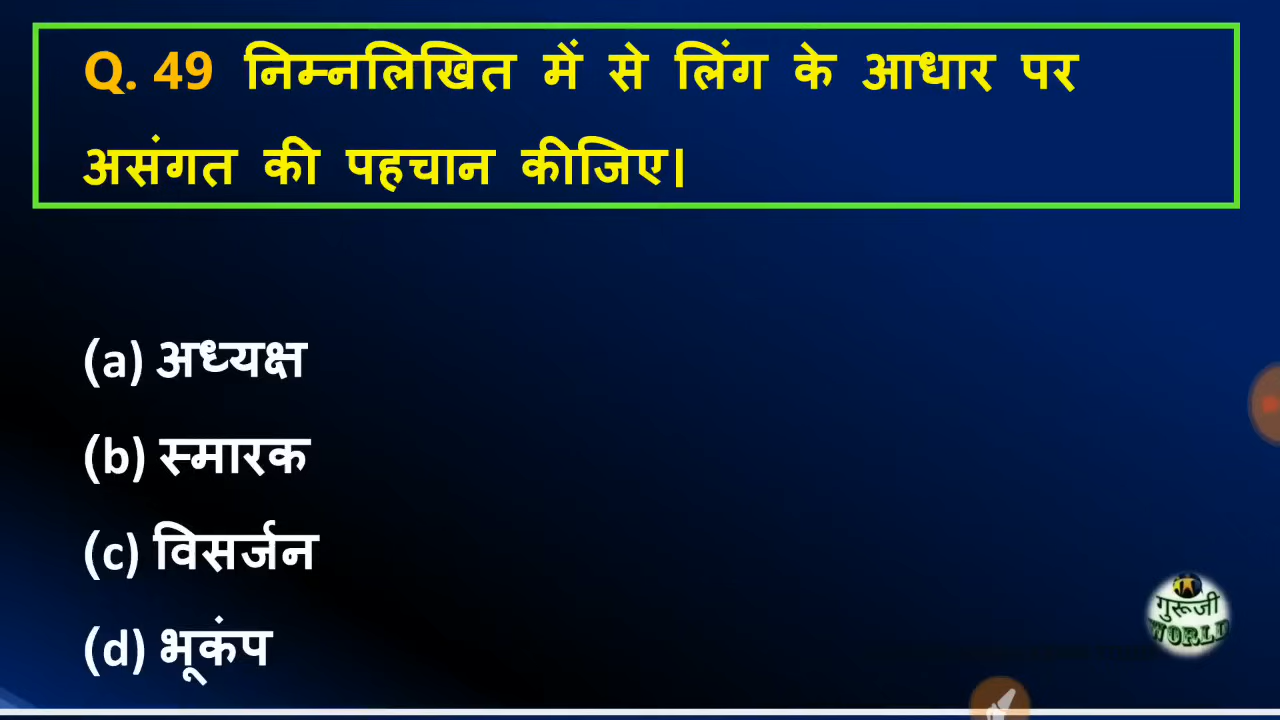 Q. 49 निम्नलिखित में से लिंग के आधार पर
असंगत की पहचान कीजिए।
(a) अध्यक्ष
(b) स्मारक
(c) विसर्जन
(d) भूकंप
गुरूजी
WORLD